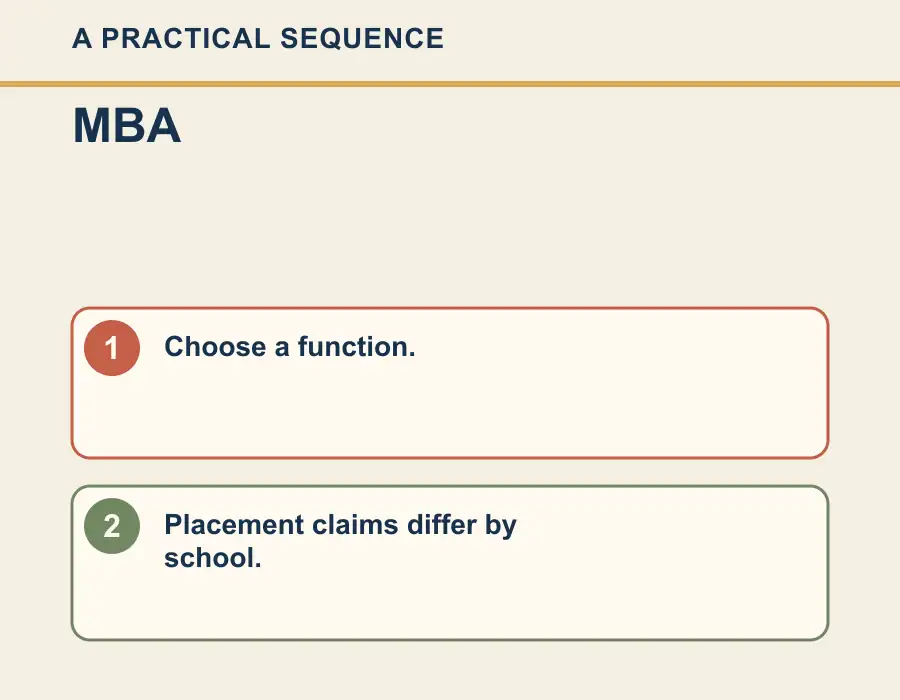 A PRACTICAL SEQUENCE
MBA
1
Choose a function.
2
Placement claims differ by
school.